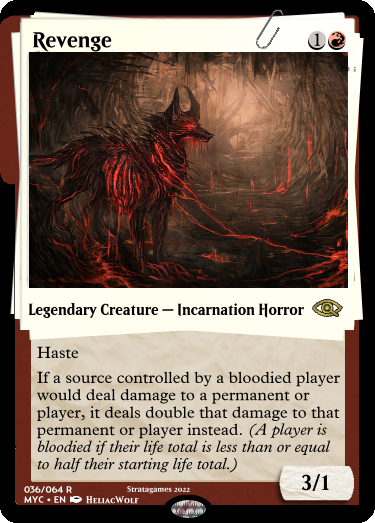 Revenge
1
Legendary Creature — Incarnation Horror
Haste
If a source controlled by a bloodied player
would deal damage to a permanent or
player, it deals double that damage to that
permanent or player instead. (A player is
bloodied if their life total is less than or equal
to half their starting life total.)
3/1
036/064 R
Stratagames 2022
MYC • EN HeliacWolf